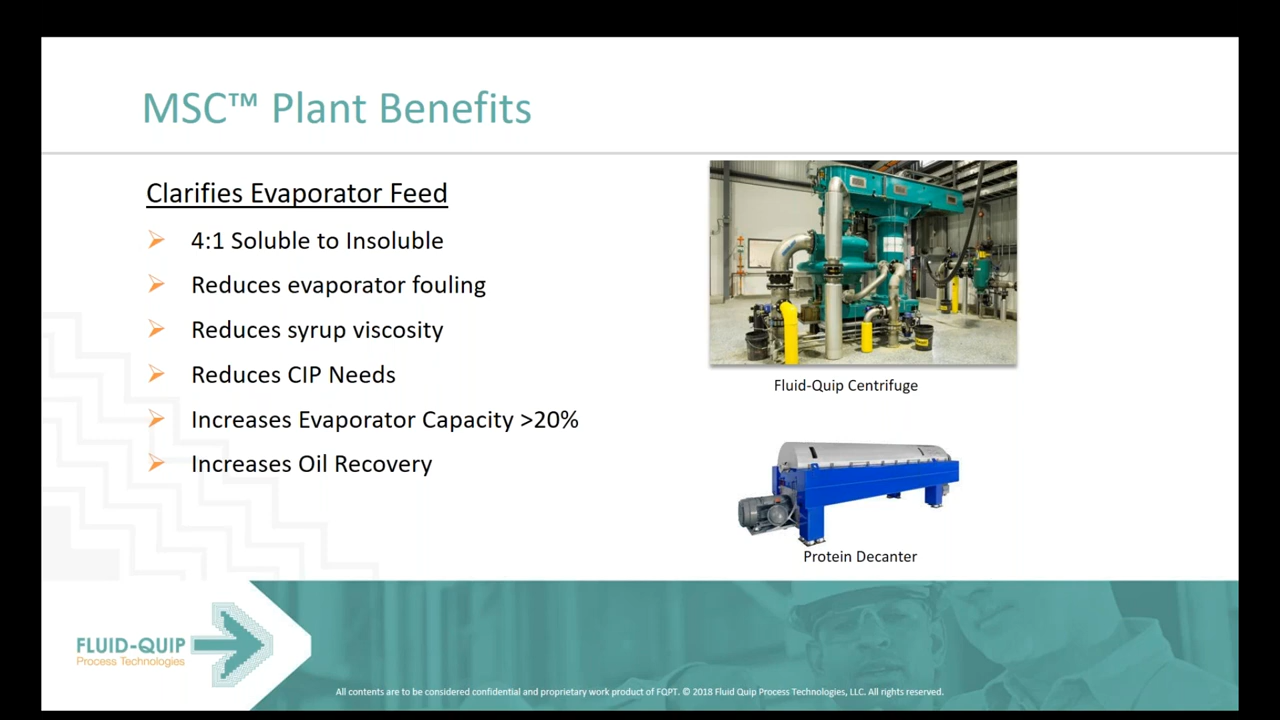 MSC™ Plant Benefits
Clarifies Evaporator Feed
4:1 Soluble to Insoluble
Reduces evaporator fouling
Reduces syrup viscosity
Reduces CIP Needs
Increases Evaporator Capacity >20%
Increases Oil Recovery
Fluid-Quip Centrifuge
Protein Decanter
FLUID-QUIP
Process Technologies
All contents are to be considered confidential and proprietary work product of FQPT. © 2018 Fluid Quip Process Technologies, LLC. All rights reserved.